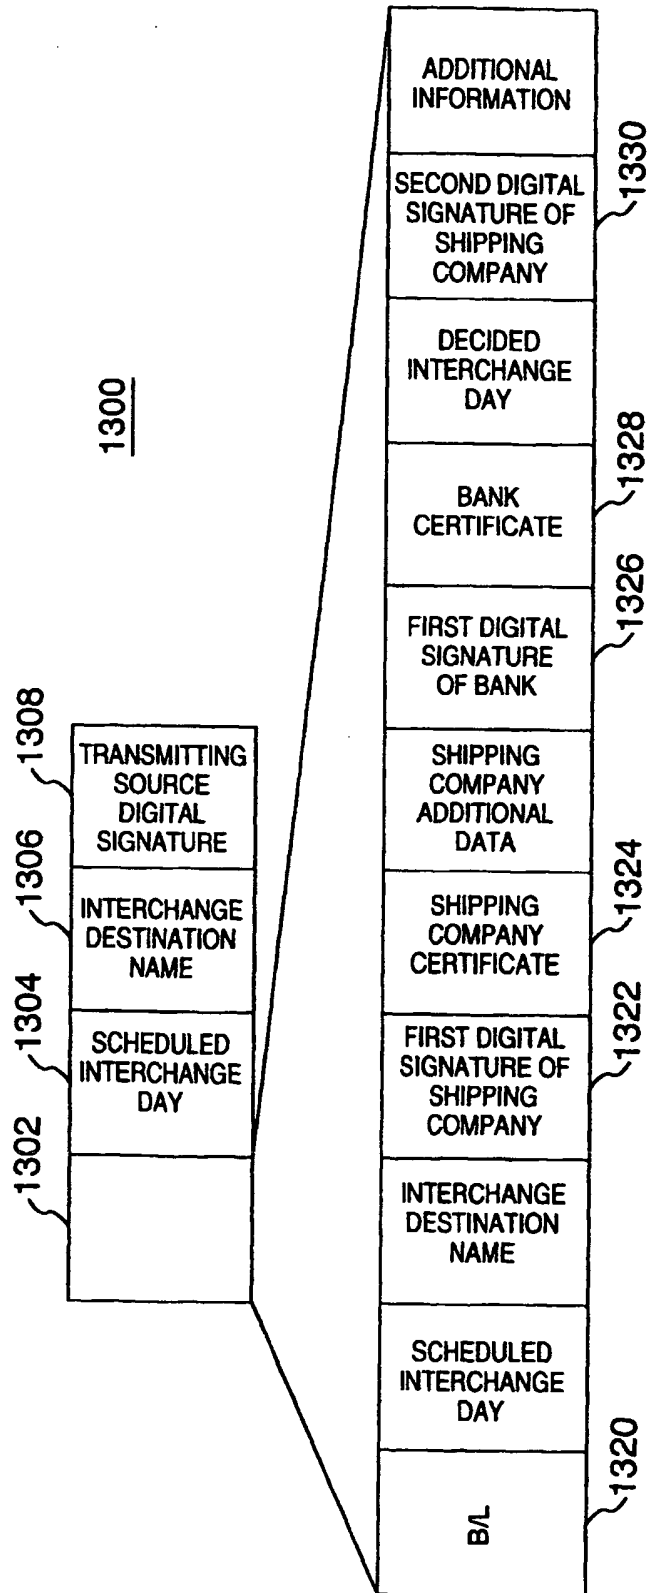 1300
1302
1304
1306
1308
SCHEDULED
INTERCHANGE
DAY
INTERCHANGE
DESTINATION
NAME
TRANSMITTING
SOURCE
DIGITAL
SIGNATURE
B/L
SCHEDULED
INTERCHANGE
DAY
INTERCHANGE
DESTINATION
NAME
FIRST DIGITAL
SIGNATURE OF
SHIPPING
COMPANY
SHIPPING
COMPANY
CERTIFICATE
SHIPPING
COMPANY
ADDITIONAL
DATA
FIRST DIGITAL
SIGNATURE
OF BANK
BANK
CERTIFICATE
DECIDED
INTERCHANGE
DAY
SECOND DIGITAL
SIGNATURE OF
SHIPPING
COMPANY
ADDITIONAL
INFORMATION
1320
1322
1324
1326
1328
1330